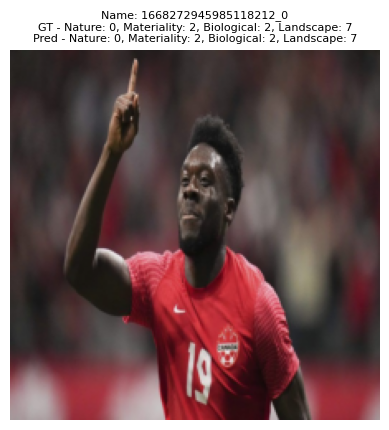 Name: 1668272945985118212_0
GT - Nature: 0, Materiality: 2, Biological: 2, Landscape: 7
Pred - Nature: 0, Materiality: 2, Biological: 2, Landscape: 7
19